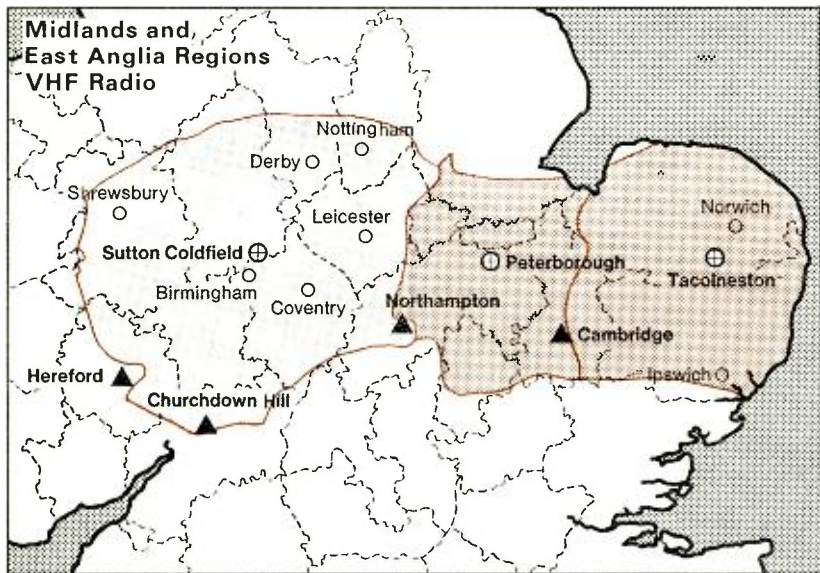 Midlands and
East Anglia Regions
VHF Radio
Nottingham
Derby
Shrewsbury
Leicester
Norwich
Sutton Coldfield
Peterborough
Tacolneston
Birmingham
Coventry
Northampton
Cambridge
Hereford
Ipswich
Churchdown Hill